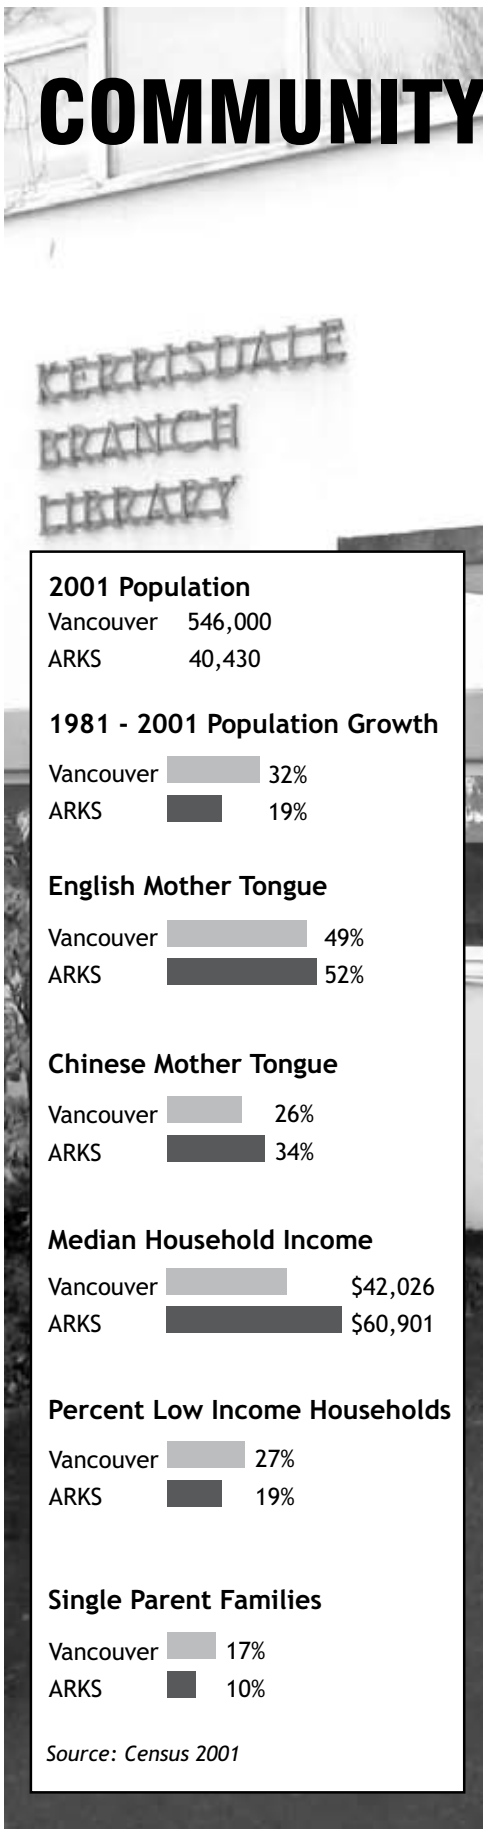 COMMUNITY
KERRISDALE
BRANCH
LIBRARY
2001 Population
Vancouver 546,000
ARKS 40,430
1981 - 2001 Population Growth
Vancouver 32%
ARKS 19%
English Mother Tongue
Vancouver 49%
ARKS 52%
Chinese Mother Tongue
Vancouver 26%
ARKS 34%
Median Household Income
Vancouver $42,026
ARKS $60,901
Percent Low Income Households
Vancouver 27%
ARKS 19%
Single Parent Families
Vancouver 17%
ARKS 10%
Source: Census 2001